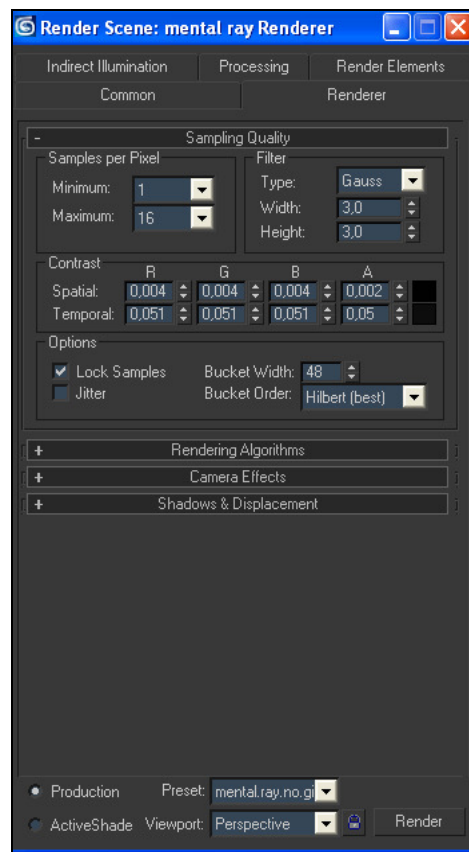 Render Scene: mental ray Renderer
Indirect Illumination Processing Render Elements
Common Renderer
- Sampling Quality
Samples per Pixel
Minimum: 1
Maximum: 16
Filter
Type: Gauss
Width: 3,0
Height: 3,0
Contrast
R G B A
Spatial: 0,004 0,004 0,004 0,002
Temporal: 0,051 0,051 0,051 0,05
Options
Lock Samples Bucket Width: 48
Jitter Bucket Order: Hilbert (best)
+ Rendering Algorithms
+ Camera Effects
+ Shadows & Displacement
Production Preset: mental.ray.no.gi
ActiveShade Viewport: Perspective Render